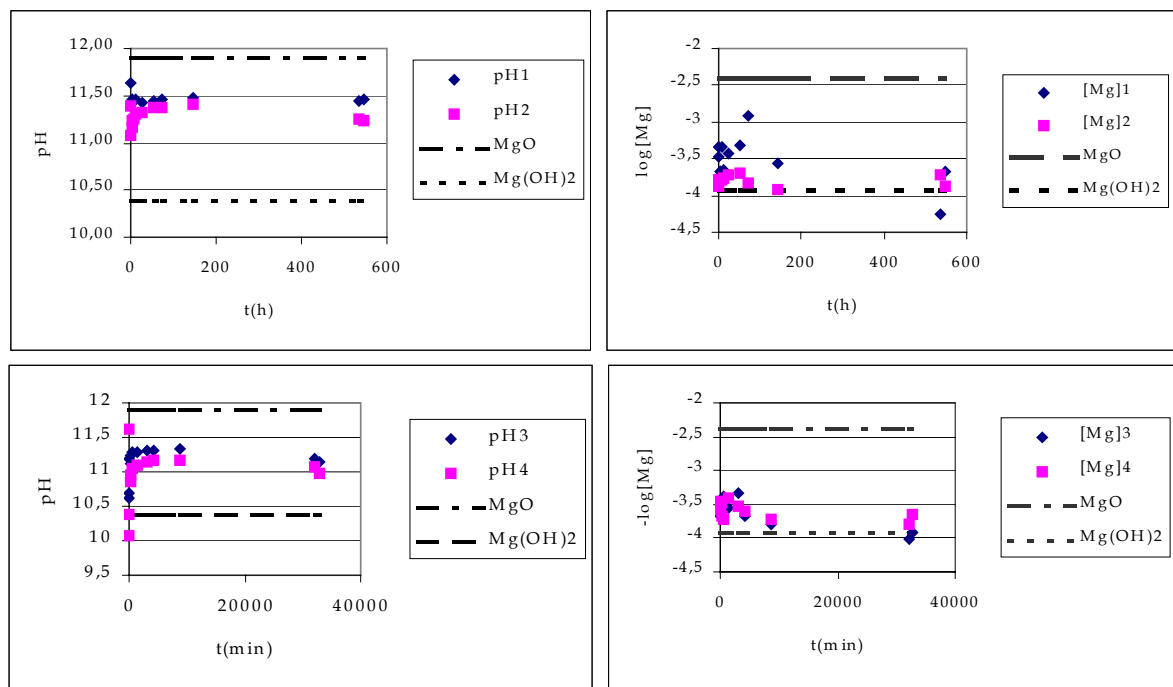 12,00
11,50
11,00
10,50
10,00
pH
0
200
400
600
t(h)
pH1
pH2
MgO
Mg(OH)2
-2
-2,5
-3
-3,5
-4
-4,5
log[Mg]
0
200
400
600
t(h)
[Mg]1
[Mg]2
MgO
Mg(OH)2
12
11,5
11
10,5
10
9,5
pH
0
20000
40000
t(min)
pH3
pH4
MgO
Mg(OH)2
-2
-2,5
-3
-3,5
-4
-4,5
-log[Mg]
0
20000
40000
t(min)
[Mg]3
[Mg]4
MgO
Mg(OH)2